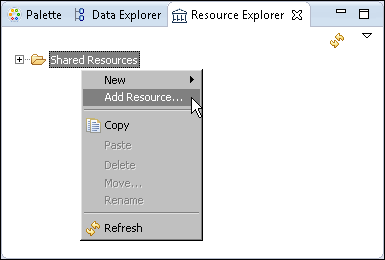 Palette Data Explorer Resource Explorer
Shared Resources
New
Add Resource...
Copy
Paste
Delete
Move...
Rename
Refresh